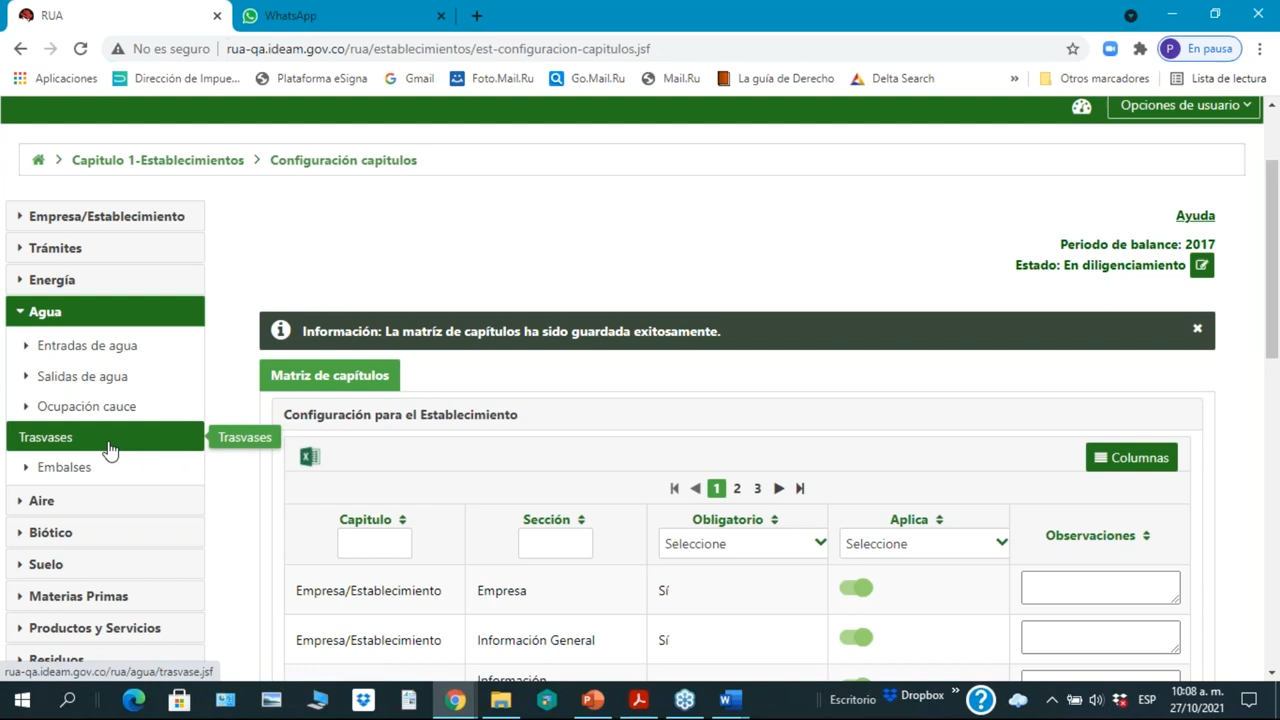 RUA
WhatsApp
No es seguro
rua-qa.ideam.gov.co/rua/establecimientos/est-configuracion-capitulos.jsf
P En pausa
Aplicaciones
Dirección de Impue...
Plataforma eSigna
Gmail
Foto.Mail.Ru
Go.Mail.Ru
Mail.Ru
La guía de Derecho
Delta Search
»
Otros marcadores
Lista de lectura
Opciones de usuario
Capitulo 1-Establecimientos > Configuración capitulos
Empresa/Establecimiento
Trámites
Energía
Agua
Entradas de agua
Salidas de agua
Ocupación cauce
Trasvases
Trasvases
Embalses
Aire
Biótico
Suelo
Materias Primas
Productos y Servicios
Residuos
Ayuda
Periodo de balance: 2017
Estado: En diligenciamiento
Información: La matríz de capítulos ha sido guardada exitosamente.
Matriz de capítulos
Configuración para el Establecimiento
Columnas
1 2 3
Capitulo Sección Obligatorio Aplica Observaciones
Seleccione Seleccione
Empresa/Establecimiento Empresa Sí
Empresa/Establecimiento Información General Sí
Información
rua-qa.ideam.gov.co/rua/agua/trasvase.jsf
Escritorio
Dropbox
»
ESP
10:08 a. m.
27/10/2021